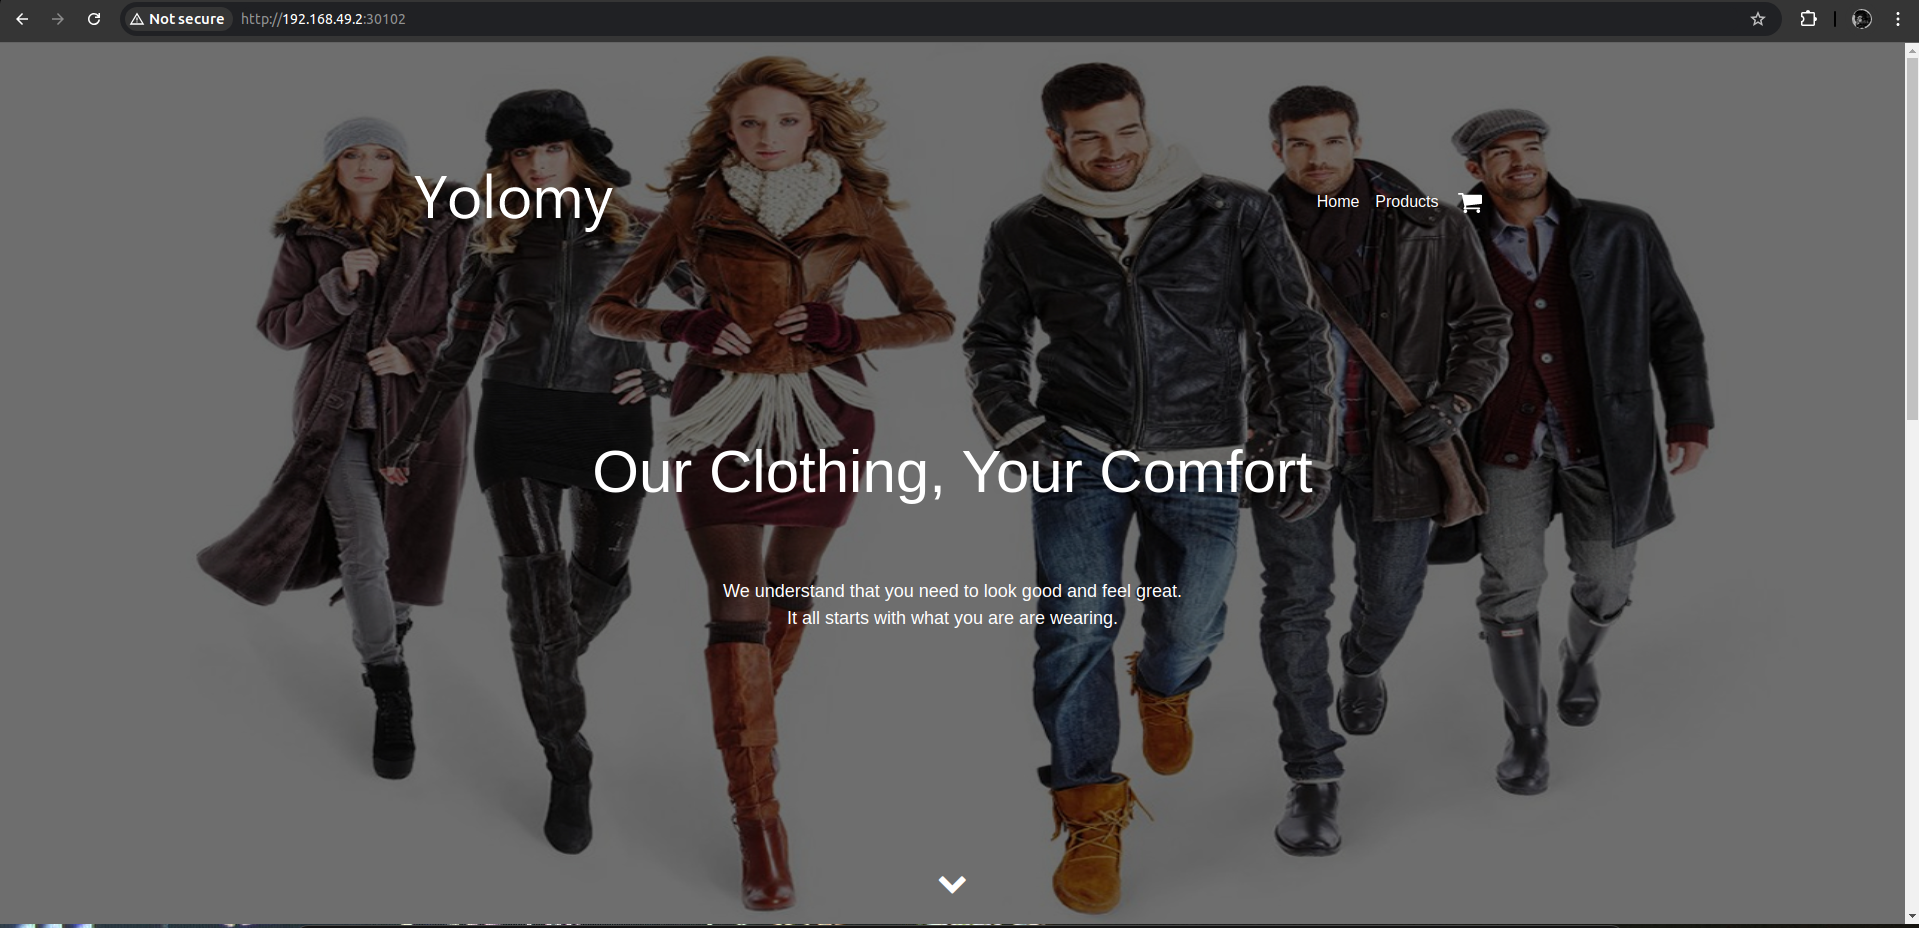 Not secure http://192.168.49.2:30102
Yolomy
Home Products
Our Clothing, Your Comfort
We understand that you need to look good and feel great.
It all starts with what you are are wearing.